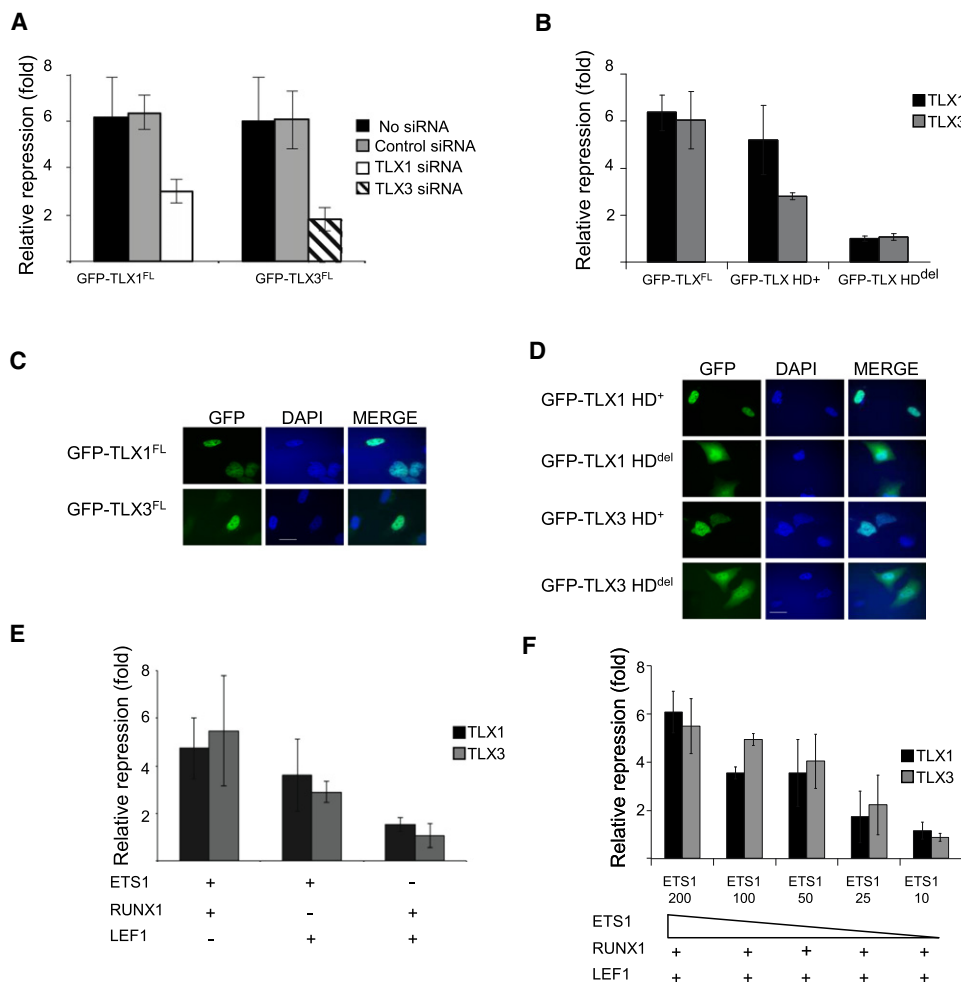 A
Relative repression (fold)
8
6
4
2
GFP-TLX1FL
GFP-TLX3FL
No siRNA
Control siRNA
TLX1 siRNA
TLX3 siRNA
B
Relative repression (fold)
8
6
4
2
GFP-TLXFL
GFP-TLX HD+
GFP-TLX HDdel
TLX1
TLX3
C
GFP DAPI MERGE
GFP-TLX1FL
GFP-TLX3FL
D
GFP DAPI MERGE
GFP-TLX1 HD+
GFP-TLX1 HDdel
GFP-TLX3 HD+
GFP-TLX3 HDdel
E
Relative repression (fold)
8
6
4
2
TLX1
TLX3
ETS1 + + -
RUNX1 + - +
LEF1 - + +
F
Relative repression (fold)
8
6
4
2
TLX1
TLX3
ETS1 ETS1 ETS1 ETS1 ETS1
200 100 50 25 10
ETS1
RUNX1 + + + + +
LEF1 + + + + +